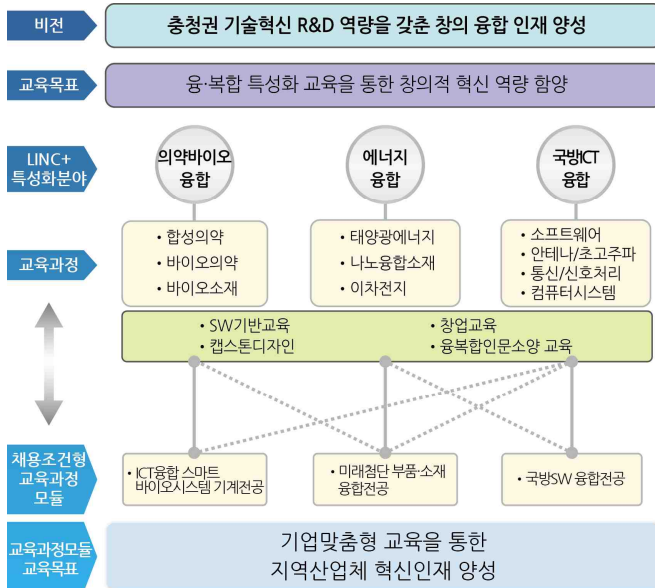 비전
충청권 기술혁신 R&D 역량을 갖춘 창의 융합 인재 양성
교육목표
융·복합 특성화 교육을 통한 창의적 혁신 역량 함양
LINC+
특성화분야
의약바이오
융합
에너지
융합
국방ICT
융합
교육과정
• 합성의약
• 바이오의약
• 바이오소재
• 태양광에너지
• 나노융합소재
• 이차전지
• 소프트웨어
• 안테나/초고주파
• 통신/신호처리
• 컴퓨터시스템
• SW기반교육
• 캡스톤디자인
• 창업교육
• 융복합인문소양 교육
채용조건형
교육과정
모듈
• ICT융합 스마트
바이오시스템 기계전공
• 미래첨단 부품·소재
융합전공
• 국방SW 융합전공
교육과정모듈
교육목표
기업맞춤형 교육을 통한
지역산업체 혁신인재 양성